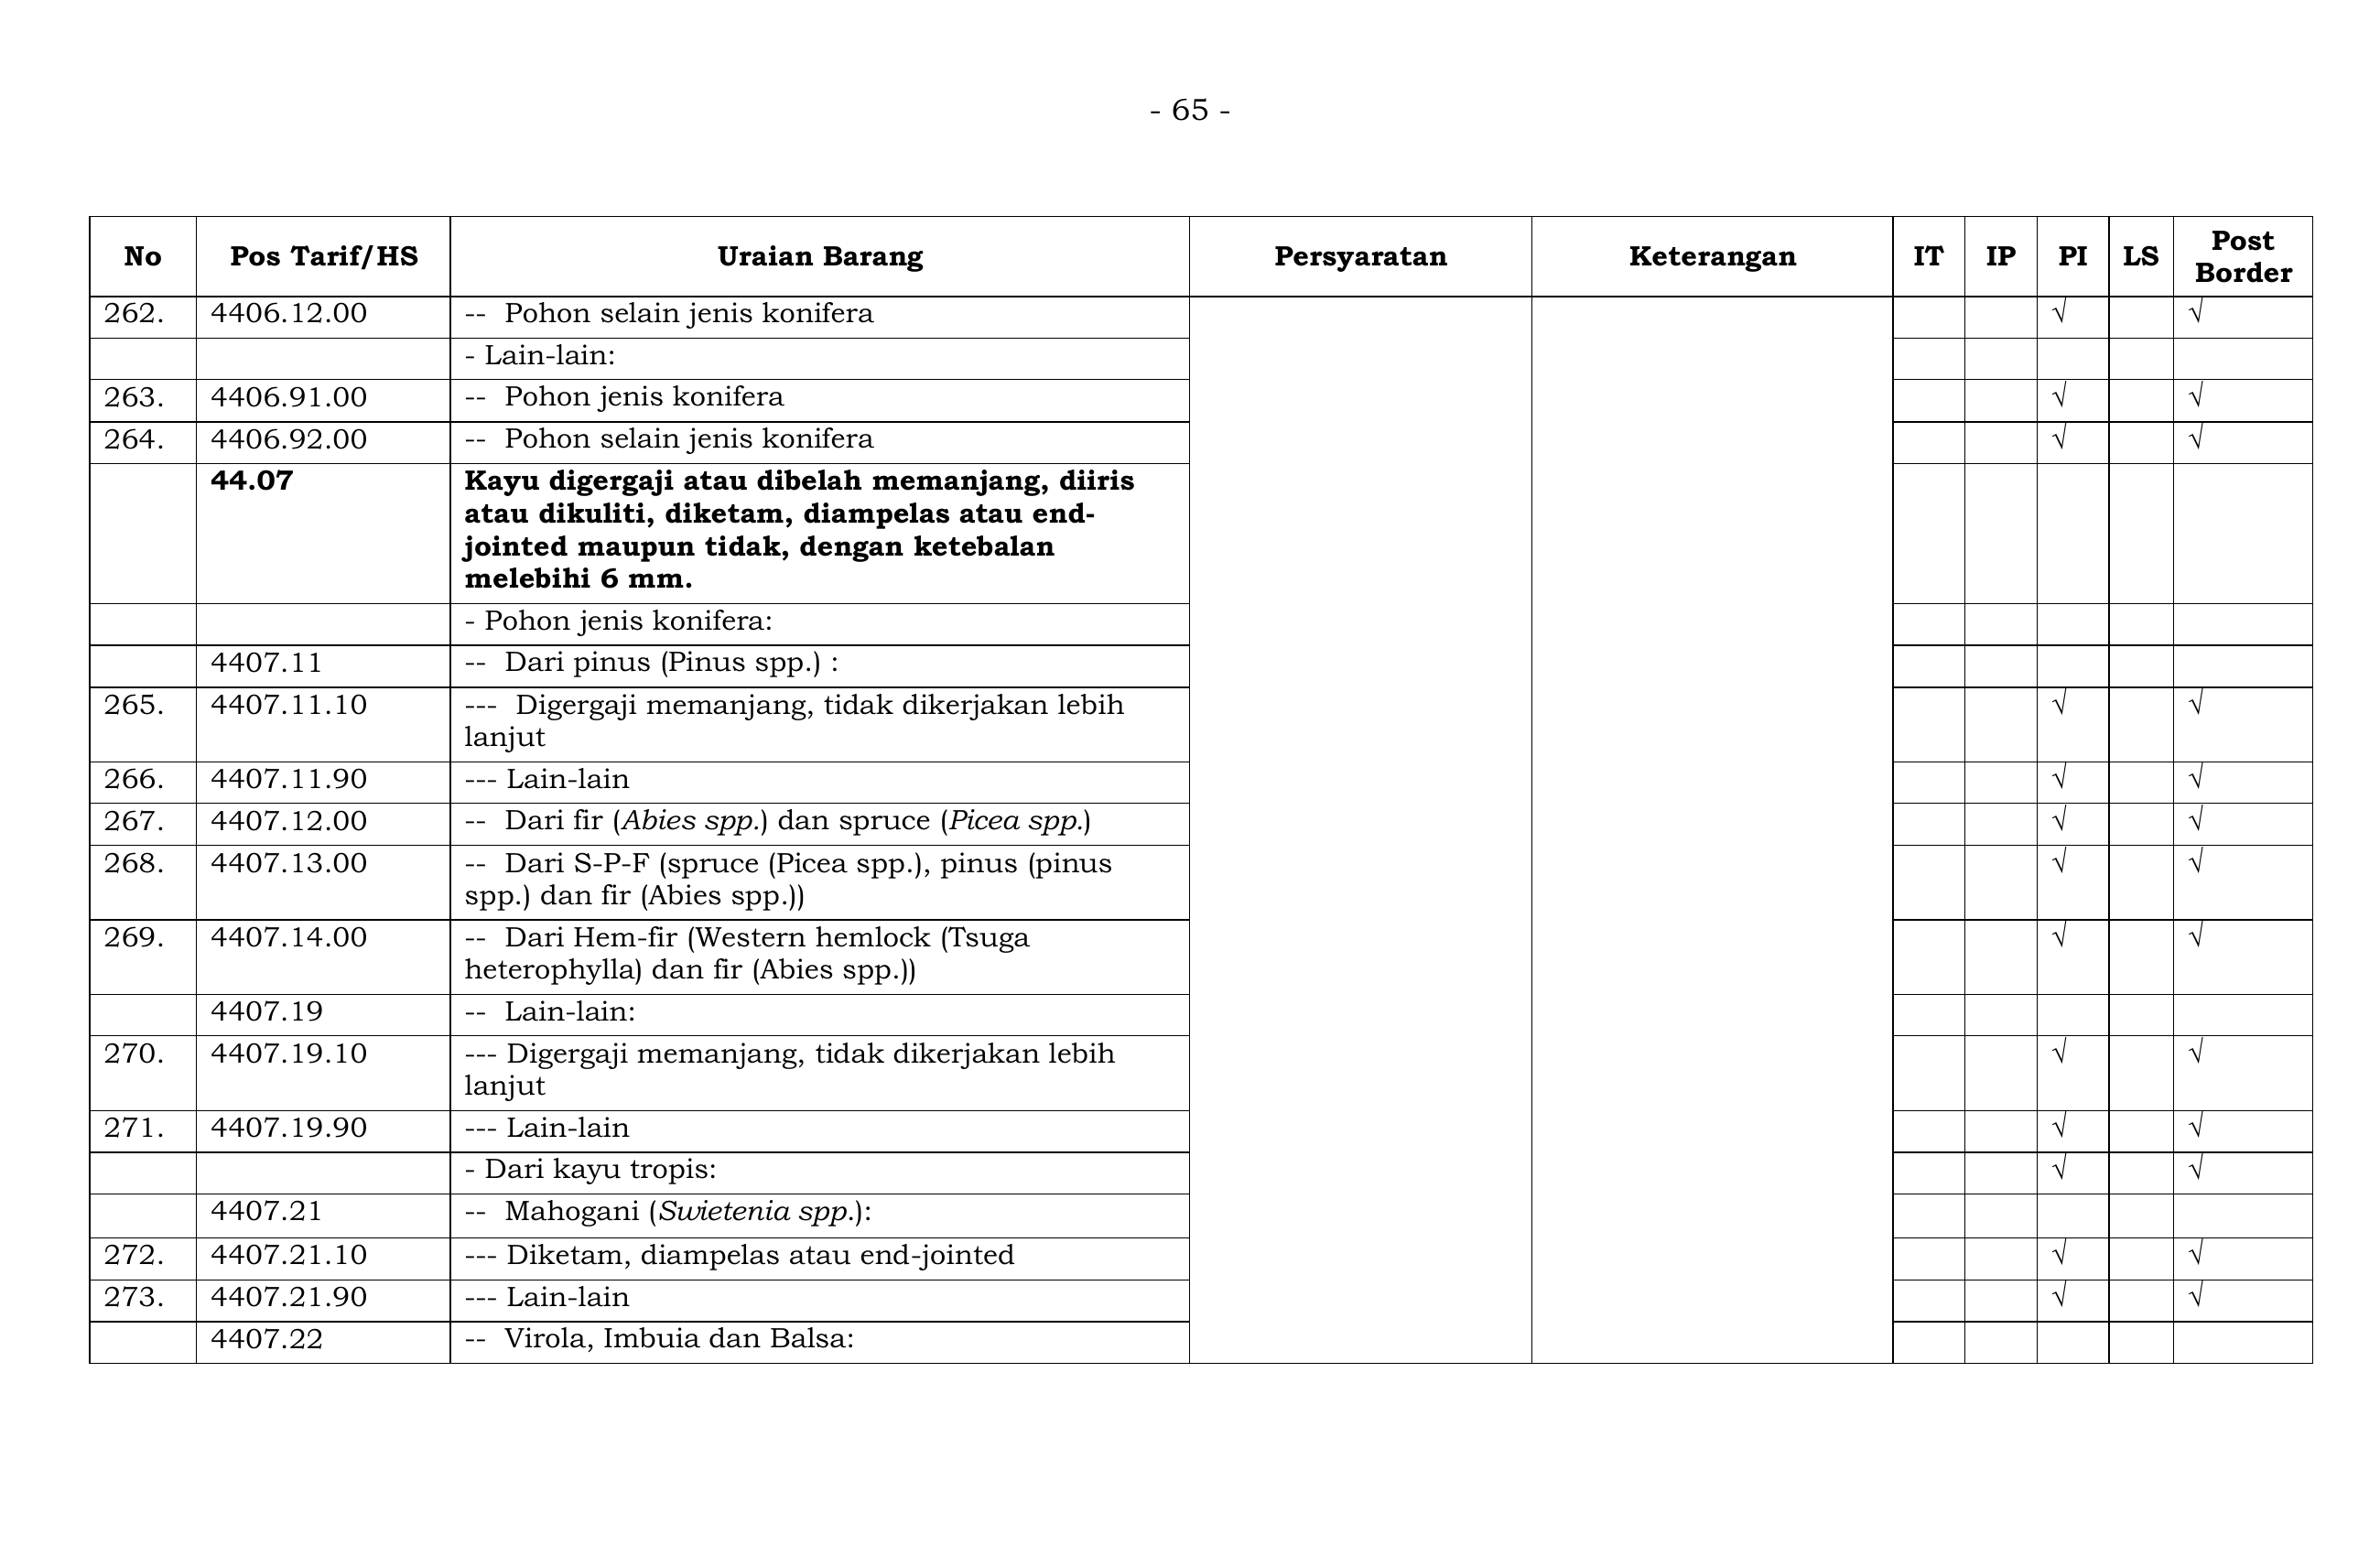 - 65 -
No Pos Tarif/HS Uraian Barang Persyaratan Keterangan IT IP PI LS Post Border
262. 4406.12.00 -- Pohon selain jenis konifera √ √
- Lain-lain:
263. 4406.91.00 -- Pohon jenis konifera √ √
264. 4406.92.00 -- Pohon selain jenis konifera √ √
44.07 Kayu digergaji atau dibelah memanjang, diiris
atau dikuliti, diketam, diampelas atau end-
jointed maupun tidak, dengan ketebalan
melebihi 6 mm.
- Pohon jenis konifera:
4407.11 -- Dari pinus (Pinus spp.) :
265. 4407.11.10 --- Digergaji memanjang, tidak dikerjakan lebih √ √
lanjut
266. 4407.11.90 --- Lain-lain √ √
267. 4407.12.00 -- Dari fir (Abies spp.) dan spruce (Picea spp.) √ √
268. 4407.13.00 -- Dari S-P-F (spruce (Picea spp.), pinus (pinus √ √
spp.) dan fir (Abies spp.))
269. 4407.14.00 -- Dari Hem-fir (Western hemlock (Tsuga √ √
heterophylla) dan fir (Abies spp.))
4407.19 -- Lain-lain:
270. 4407.19.10 --- Digergaji memanjang, tidak dikerjakan lebih √ √
lanjut
271. 4407.19.90 --- Lain-lain √ √
- Dari kayu tropis: √ √
4407.21 -- Mahogani (Swietenia spp.):
272. 4407.21.10 --- Diketam, diampelas atau end-jointed √ √
273. 4407.21.90 --- Lain-lain √ √
4407.22 -- Virola, Imbuia dan Balsa: